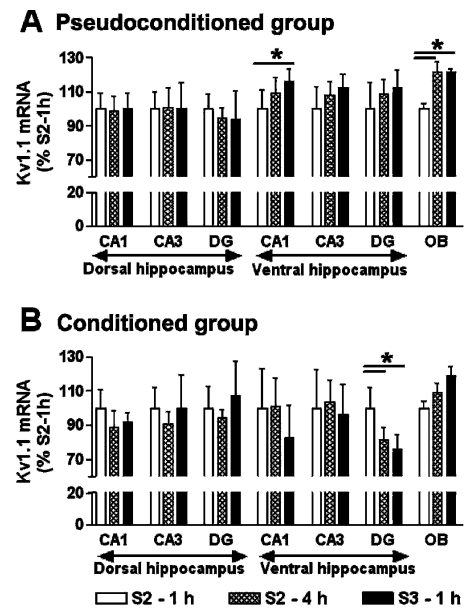 A Pseudoconditioned group
Kv1.1 mRNA
(% S2-1h)
130
110
90
70
20
0
*
*
CA1 CA3 DG CA1 CA3 DG OB
Dorsal hippocampus Ventral hippocampus
B Conditioned group
Kv1.1 mRNA
(% S2-1h)
130
110
90
70
20
0
*
CA1 CA3 DG CA1 CA3 DG OB
Dorsal hippocampus Ventral hippocampus
S2 - 1 h S2 - 4 h S3 - 1 h